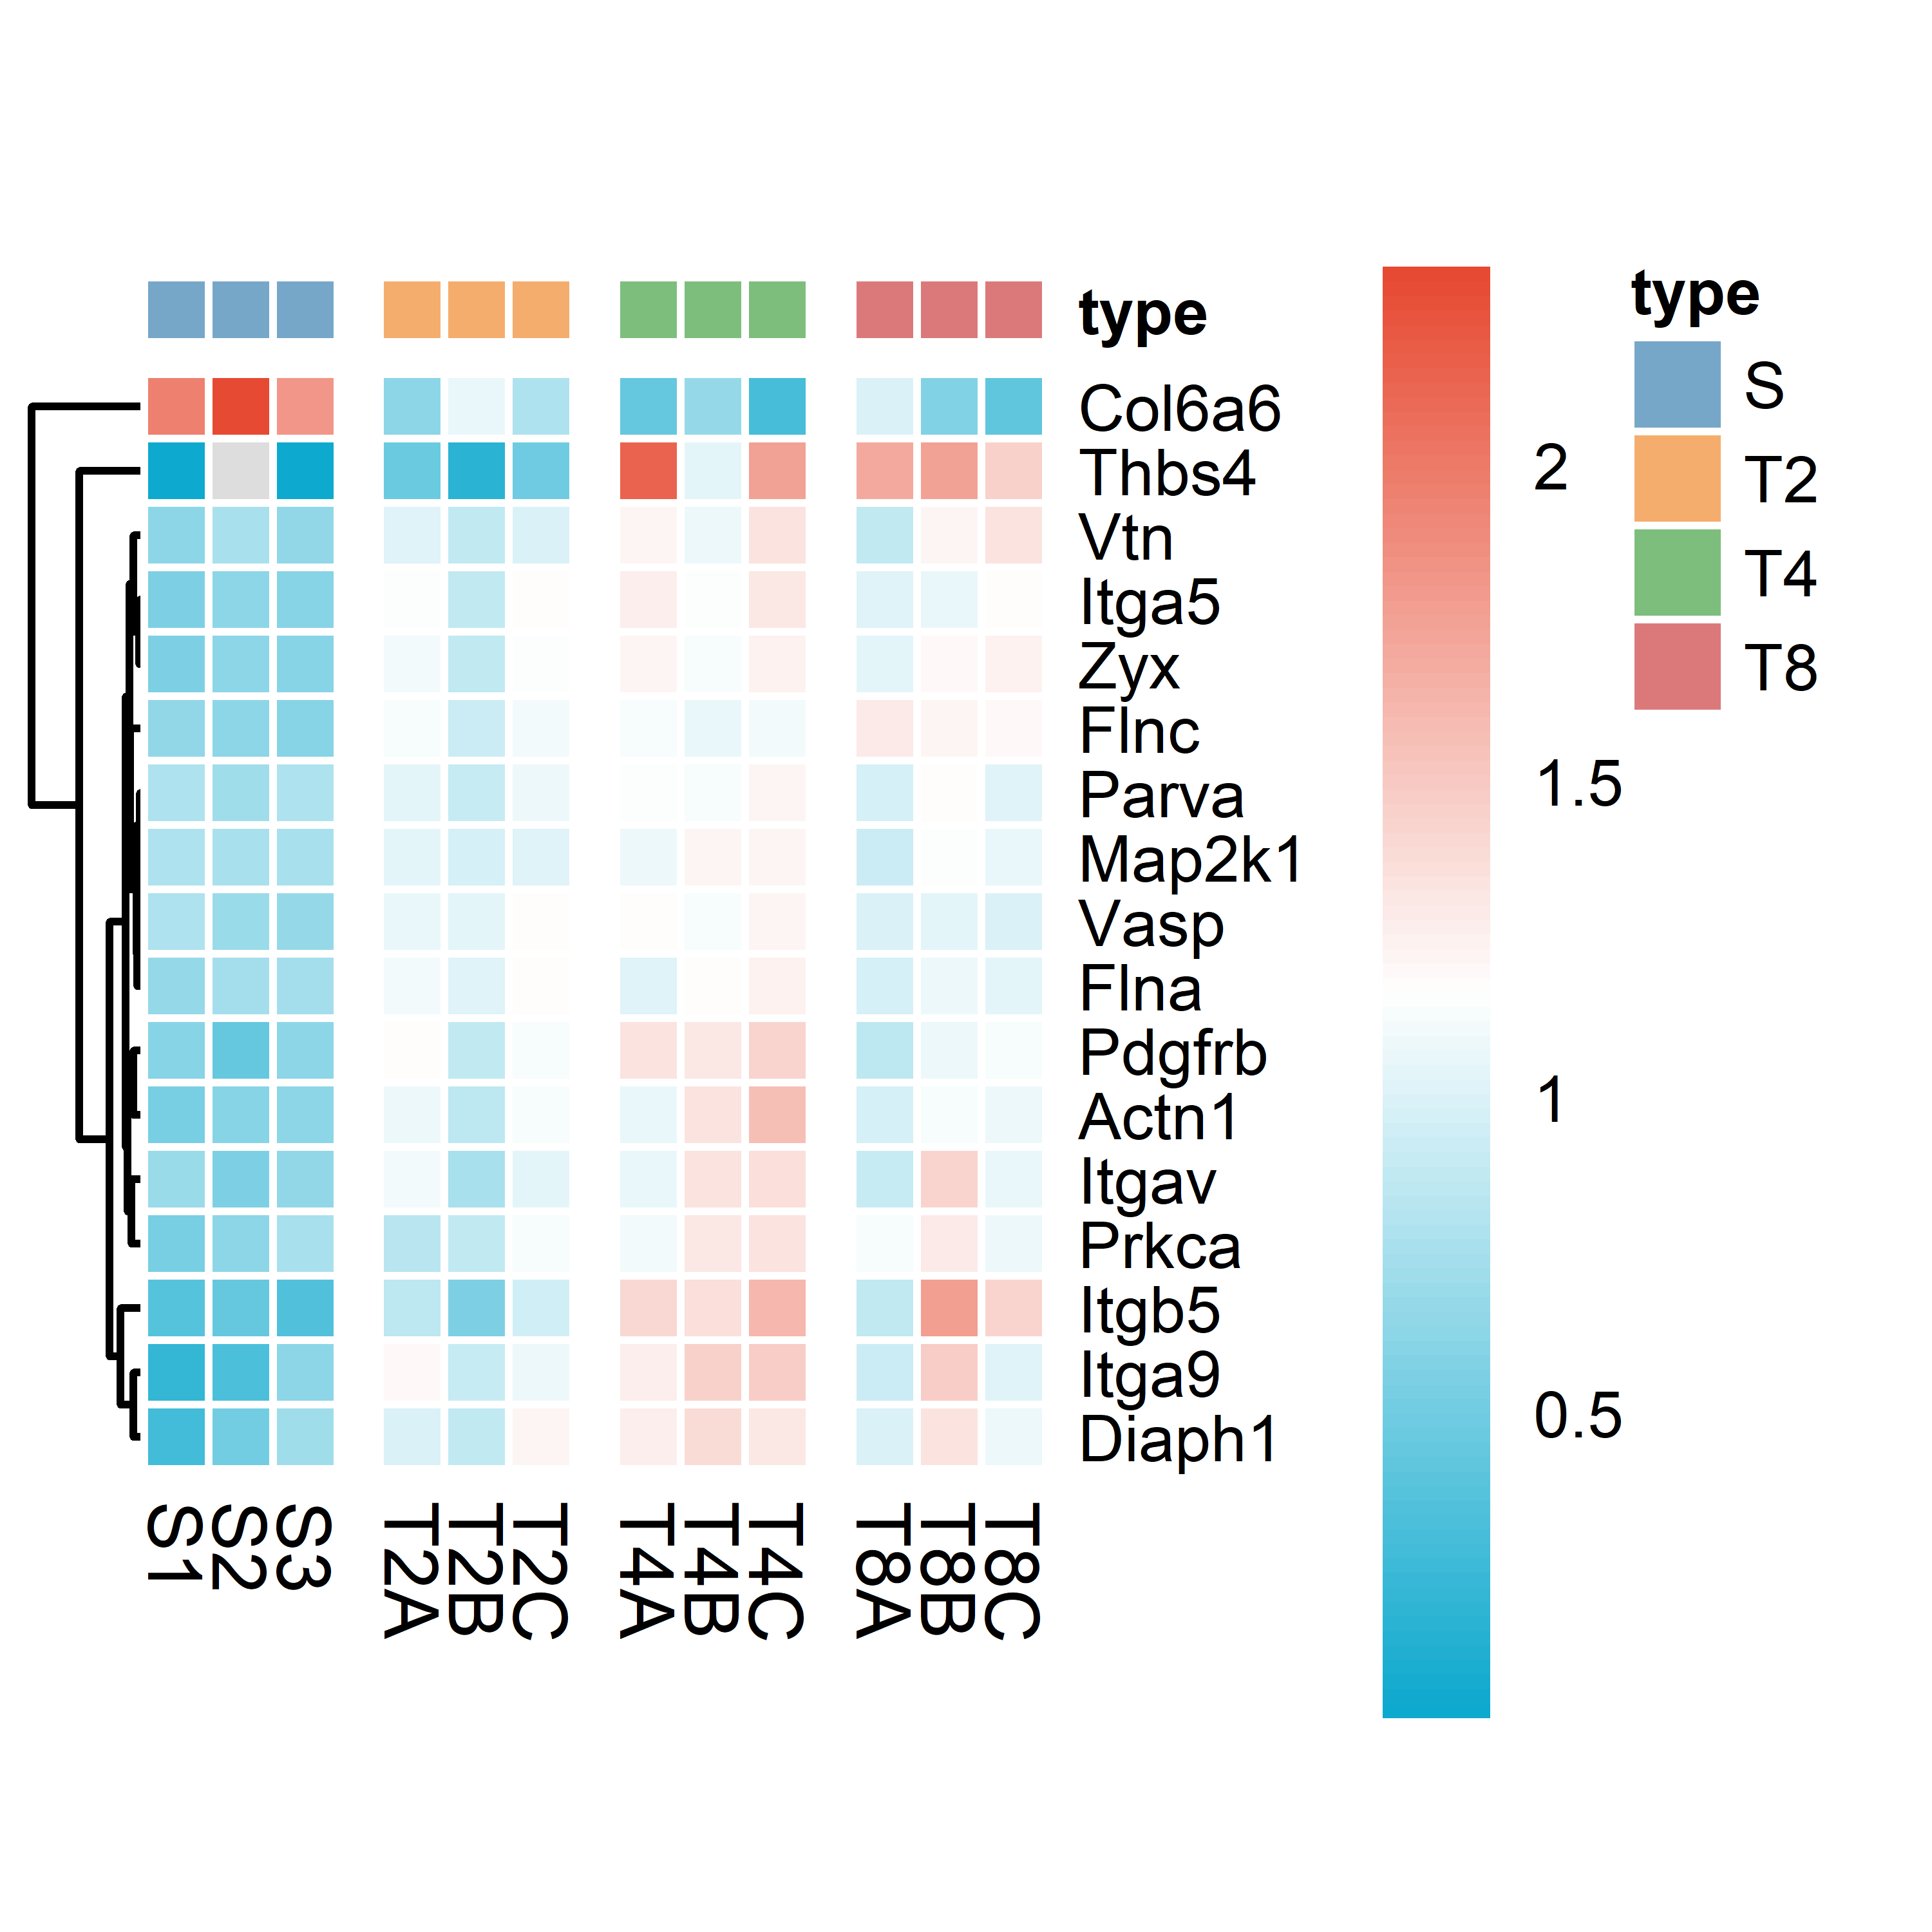 type
Col6a6
Thbs4
Vtn
Itga5
Zyx
Flnc
Parva
Map2k1
Vasp
Flna
Pdgfrb
Actn1
Itgav
Prkca
Itgb5
Itga9
Diaph1
S1 S2 S3 T2A T2B T2C T4A T4B T4C T8A T8B T8C
2
1.5
1
0.5
type
S
T2
T4
T8